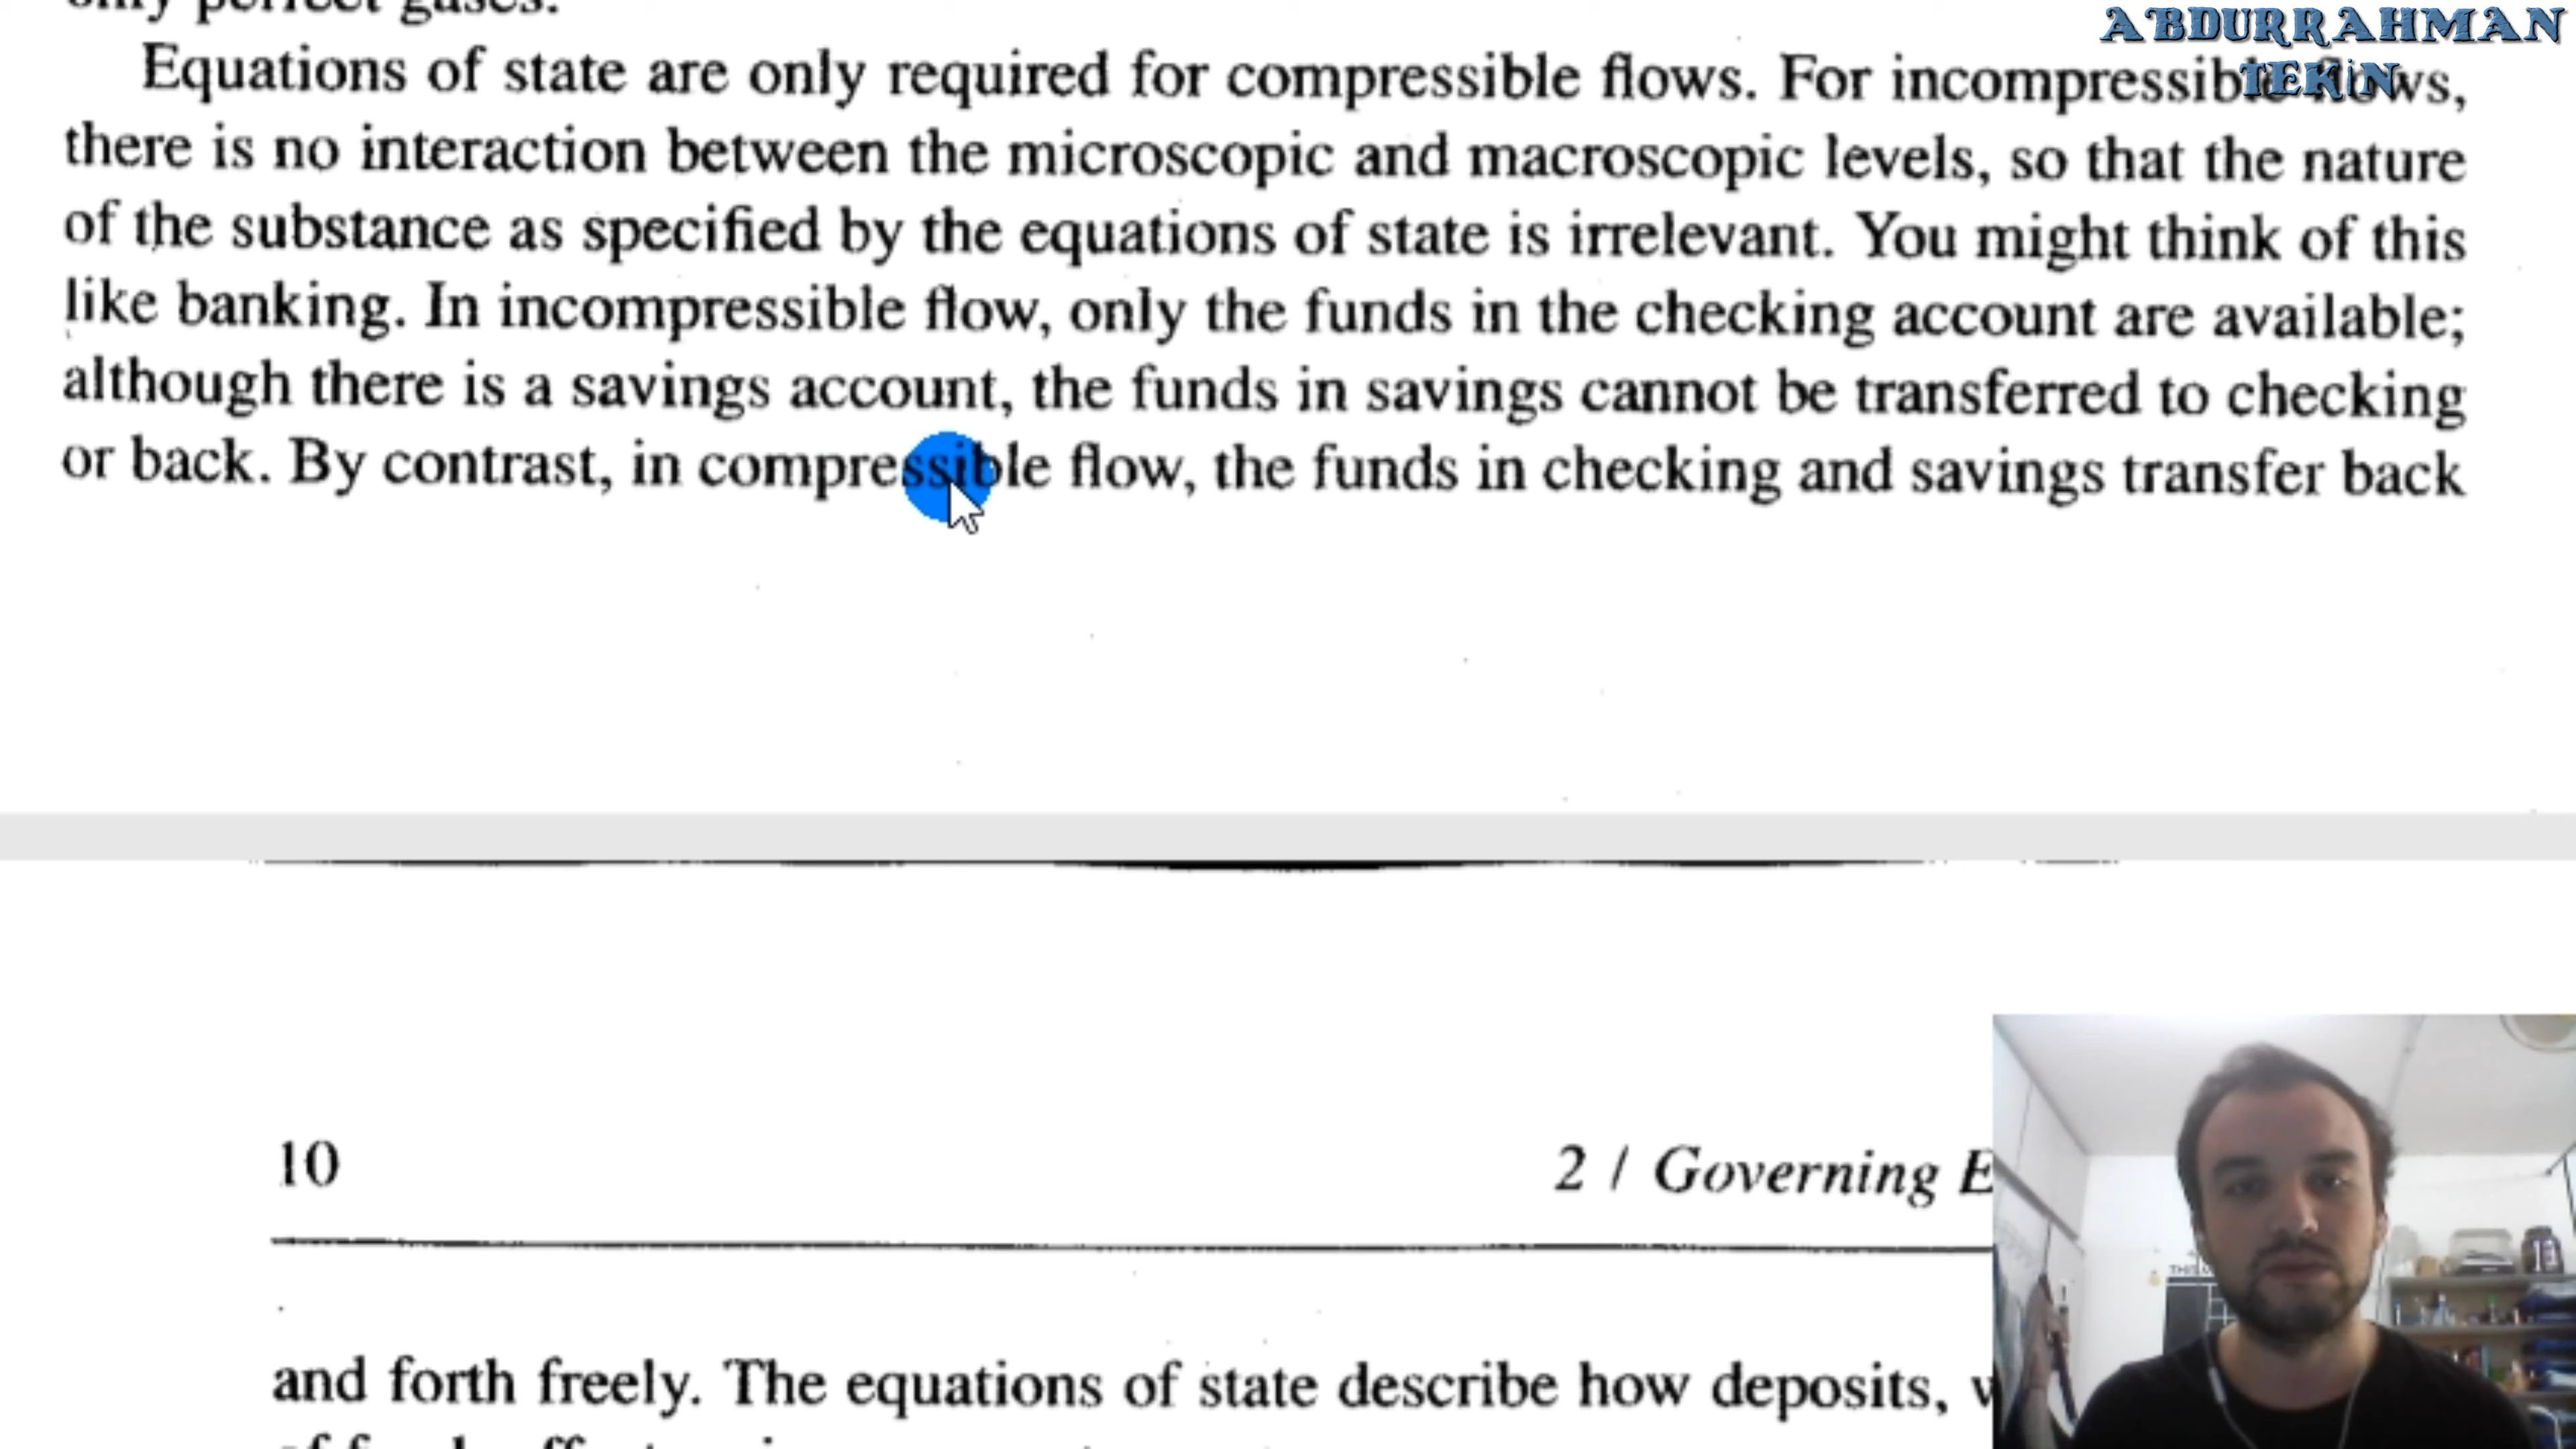 only perfect gases.
ABDURRAHMAN
TEKiN
Equations of state are only required for compressible flows. For incompressible flows,
there is no interaction between the microscopic and macroscopic levels, so that the nature
of the substance as specified by the equations of state is irrelevant. You might think of this
like banking. In incompressible flow, only the funds in the checking account are available;
although there is a savings account, the funds in savings cannot be transferred to checking
or back. By contrast, in compressible flow, the funds in checking and savings transfer back
10
2 / Governing E
and forth freely. The equations of state describe how deposits,